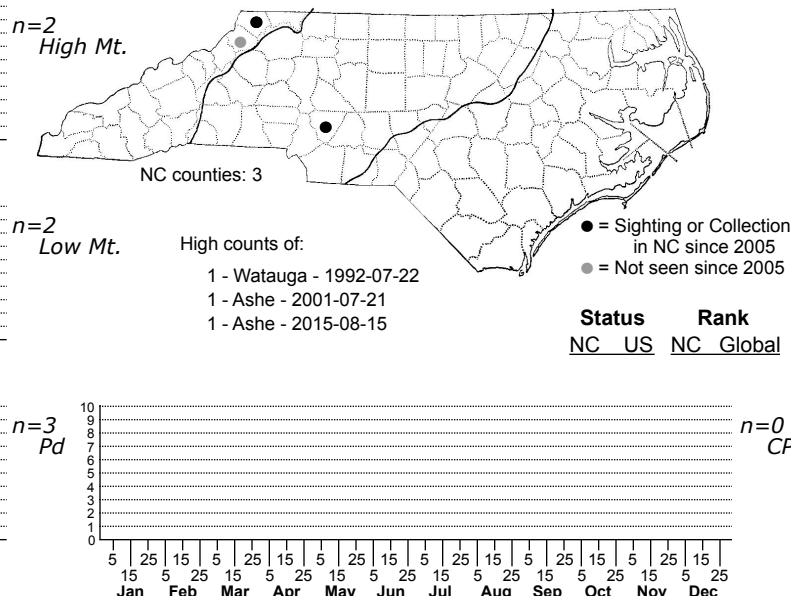 n=2
High Mt.
NC counties: 3
n=2
Low Mt.
High counts of:
1 - Watauga - 1992-07-22
1 - Ashe - 2001-07-21
1 - Ashe - 2015-08-15
= Sighting or Collection
in NC since 2005
= Not seen since 2005
Status Rank
NC US NC Global
n=3
Pd
10
9
8
7
6
5
4
3
2
1
0
n=0
CP
5 25 15 5 25 15 5 25 15 5 25 15 5 25 15 5 25 15
15 5 25 15 5 25 15 5 25 15 5 25 15 5 25 15 5 25
Jan Feb Mar Apr May Jun Jul Aug Sep Oct Nov Dec